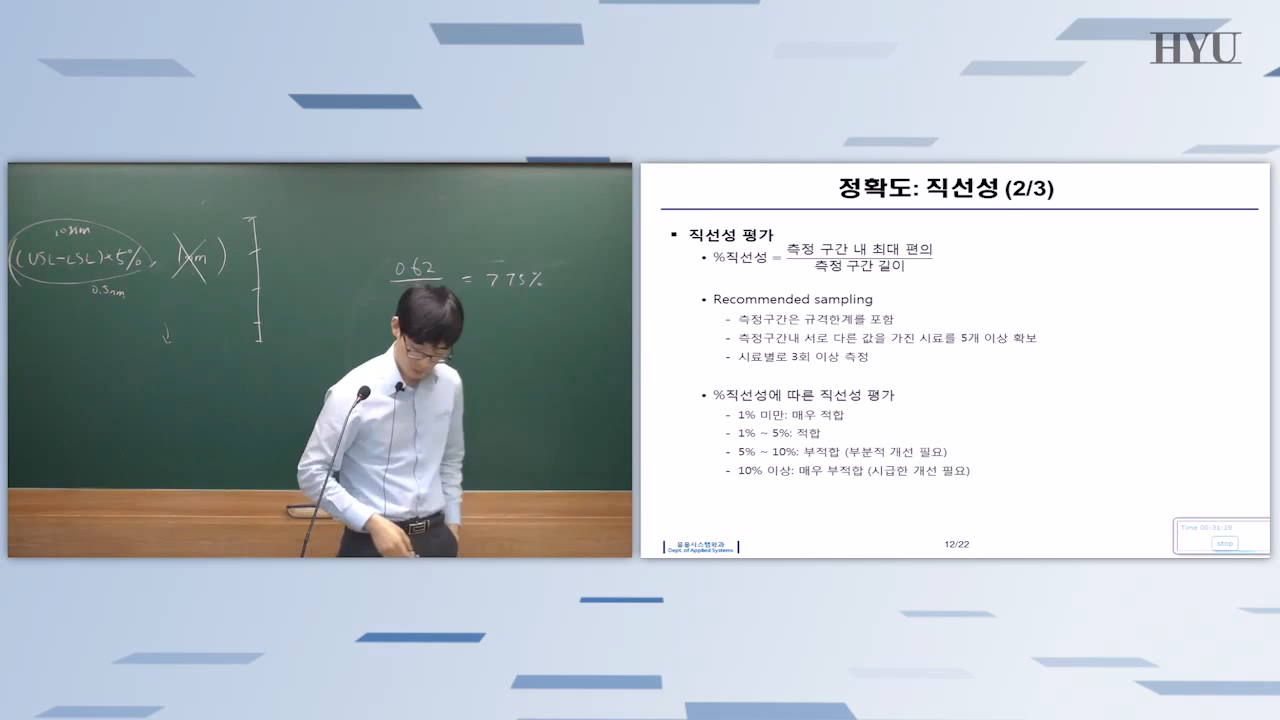 HYU
(USL-LSL)×5%,
0.5mm
0.62
= 7.75%
정확도: 직선성 (2/3)
▪ 직선성 평가
• %직선성 = 측정 구간 내 최대 편의
측정 구간 길이
• Recommended sampling
- 측정구간은 규격한계를 포함
- 측정구간내 서로 다른 값을 가진 시료를 5개 이상 확보
- 시료별로 3회 이상 측정
• %직선성에 따른 직선성 평가
- 1% 미만: 매우 적합
- 1% ~ 5%: 적합
- 5% ~ 10%: 부적합 (부분적 개선 필요)
- 10% 이상: 매우 부적합 (시급한 개선 필요)
응용시스템학과
Dept. of Applied Systems
12/22
Time 00:31:19
stop